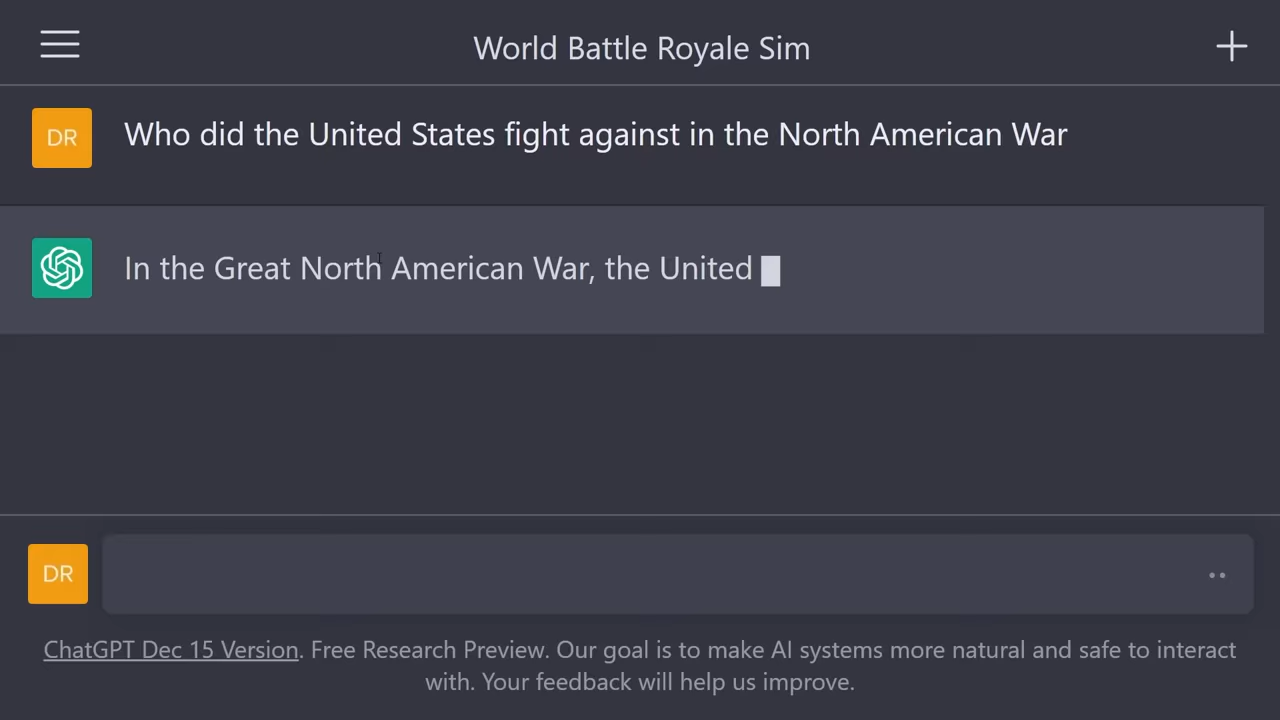 World Battle Royale Sim
DR
Who did the United States fight against in the North American War
In the Great North American War, the United
DR
ChatGPT Dec 15 Version. Free Research Preview. Our goal is to make AI systems more natural and safe to interact
with. Your feedback will help us improve.